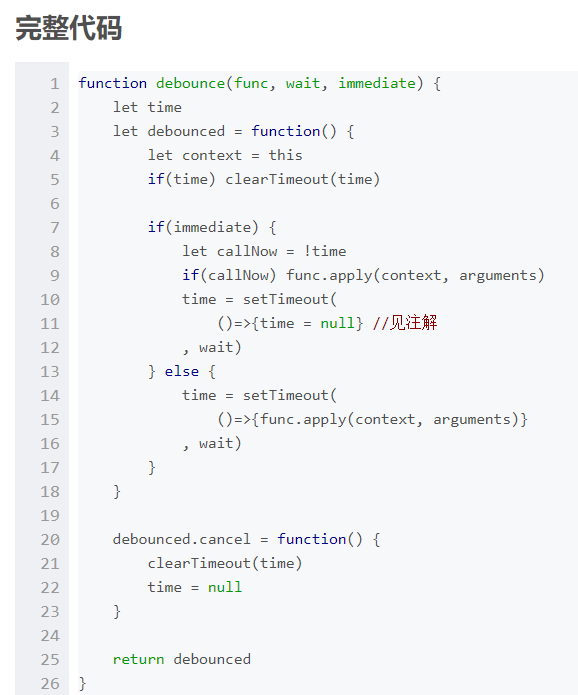 完整代码
1 function debounce(func, wait, immediate) {
2     let time
3     let debounced = function() {
4         let context = this
5         if(time) clearTimeout(time)
6
7         if(immediate) {
8             let callNow = !time
9             if(callNow) func.apply(context, arguments)
10             time = setTimeout(
11                 ()=>{time = null} //见注解
12             , wait)
13         } else {
14             time = setTimeout(
15                 ()=>{func.apply(context, arguments)}
16             , wait)
17         }
18     }
19
20     debounced.cancel = function() {
21         clearTimeout(time)
22         time = null
23     }
24
25     return debounced
26 }